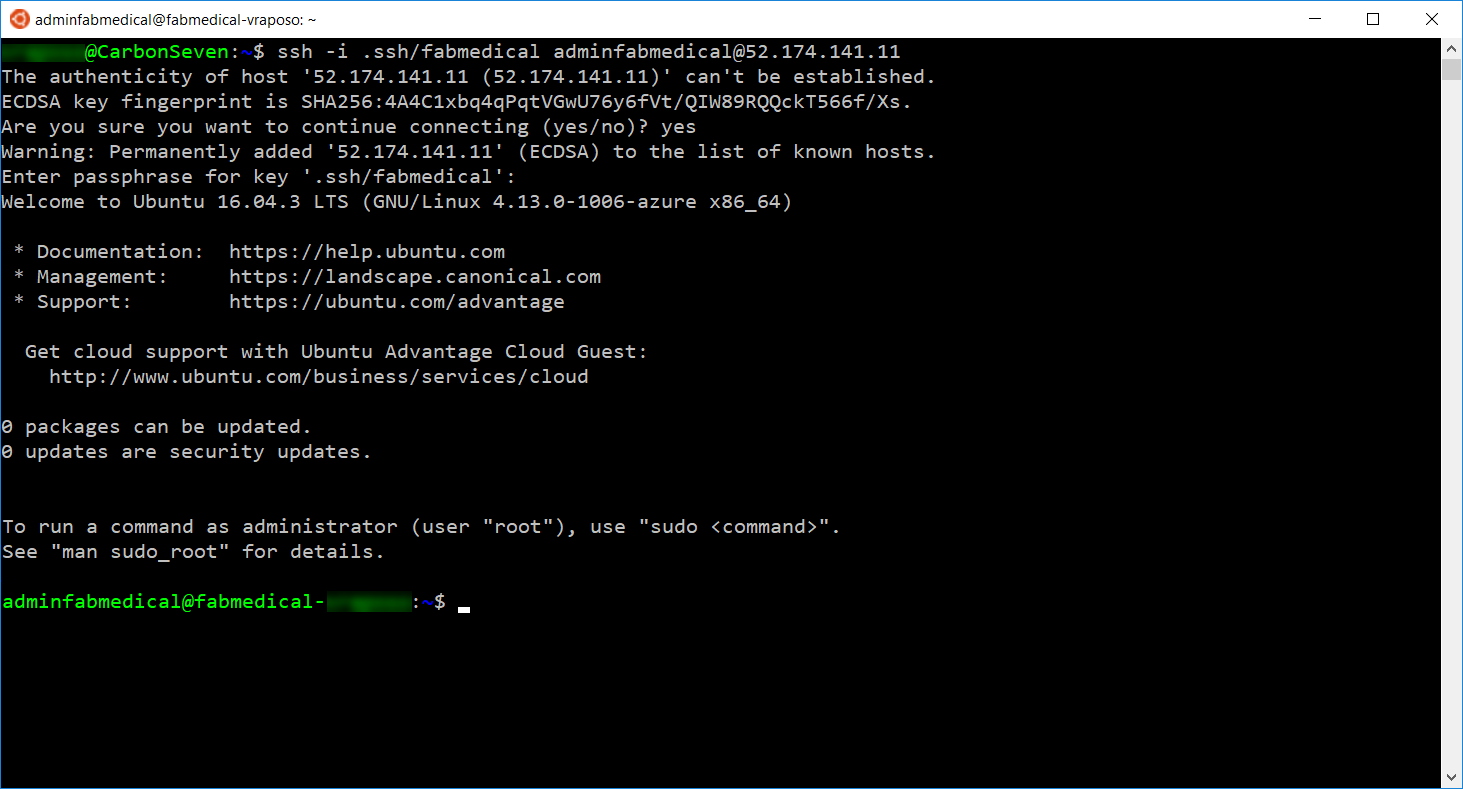 adminfabmedical@fabmedical-vraposo: ~
@CarbonSeven:~$ ssh -i .ssh/fabmedical adminfabmedical@52.174.141.11
The authenticity of host '52.174.141.11 (52.174.141.11)' can't be established.
ECDSA key fingerprint is SHA256:4A4C1xbq4qPqtVGwU76y6fVt/QIW89RQQckT566f/Xs.
Are you sure you want to continue connecting (yes/no)? yes
Warning: Permanently added '52.174.141.11' (ECDSA) to the list of known hosts.
Enter passphrase for key '.ssh/fabmedical':
Welcome to Ubuntu 16.04.3 LTS (GNU/Linux 4.13.0-1006-azure x86_64)
* Documentation:  https://help.ubuntu.com
* Management:     https://landscape.canonical.com
* Support:        https://ubuntu.com/advantage
Get cloud support with Ubuntu Advantage Cloud Guest:
http://www.ubuntu.com/business/services/cloud
0 packages can be updated.
0 updates are security updates.
To run a command as administrator (user "root"), use "sudo <command>".
See "man sudo_root" for details.
adminfabmedical@fabmedical-:~$